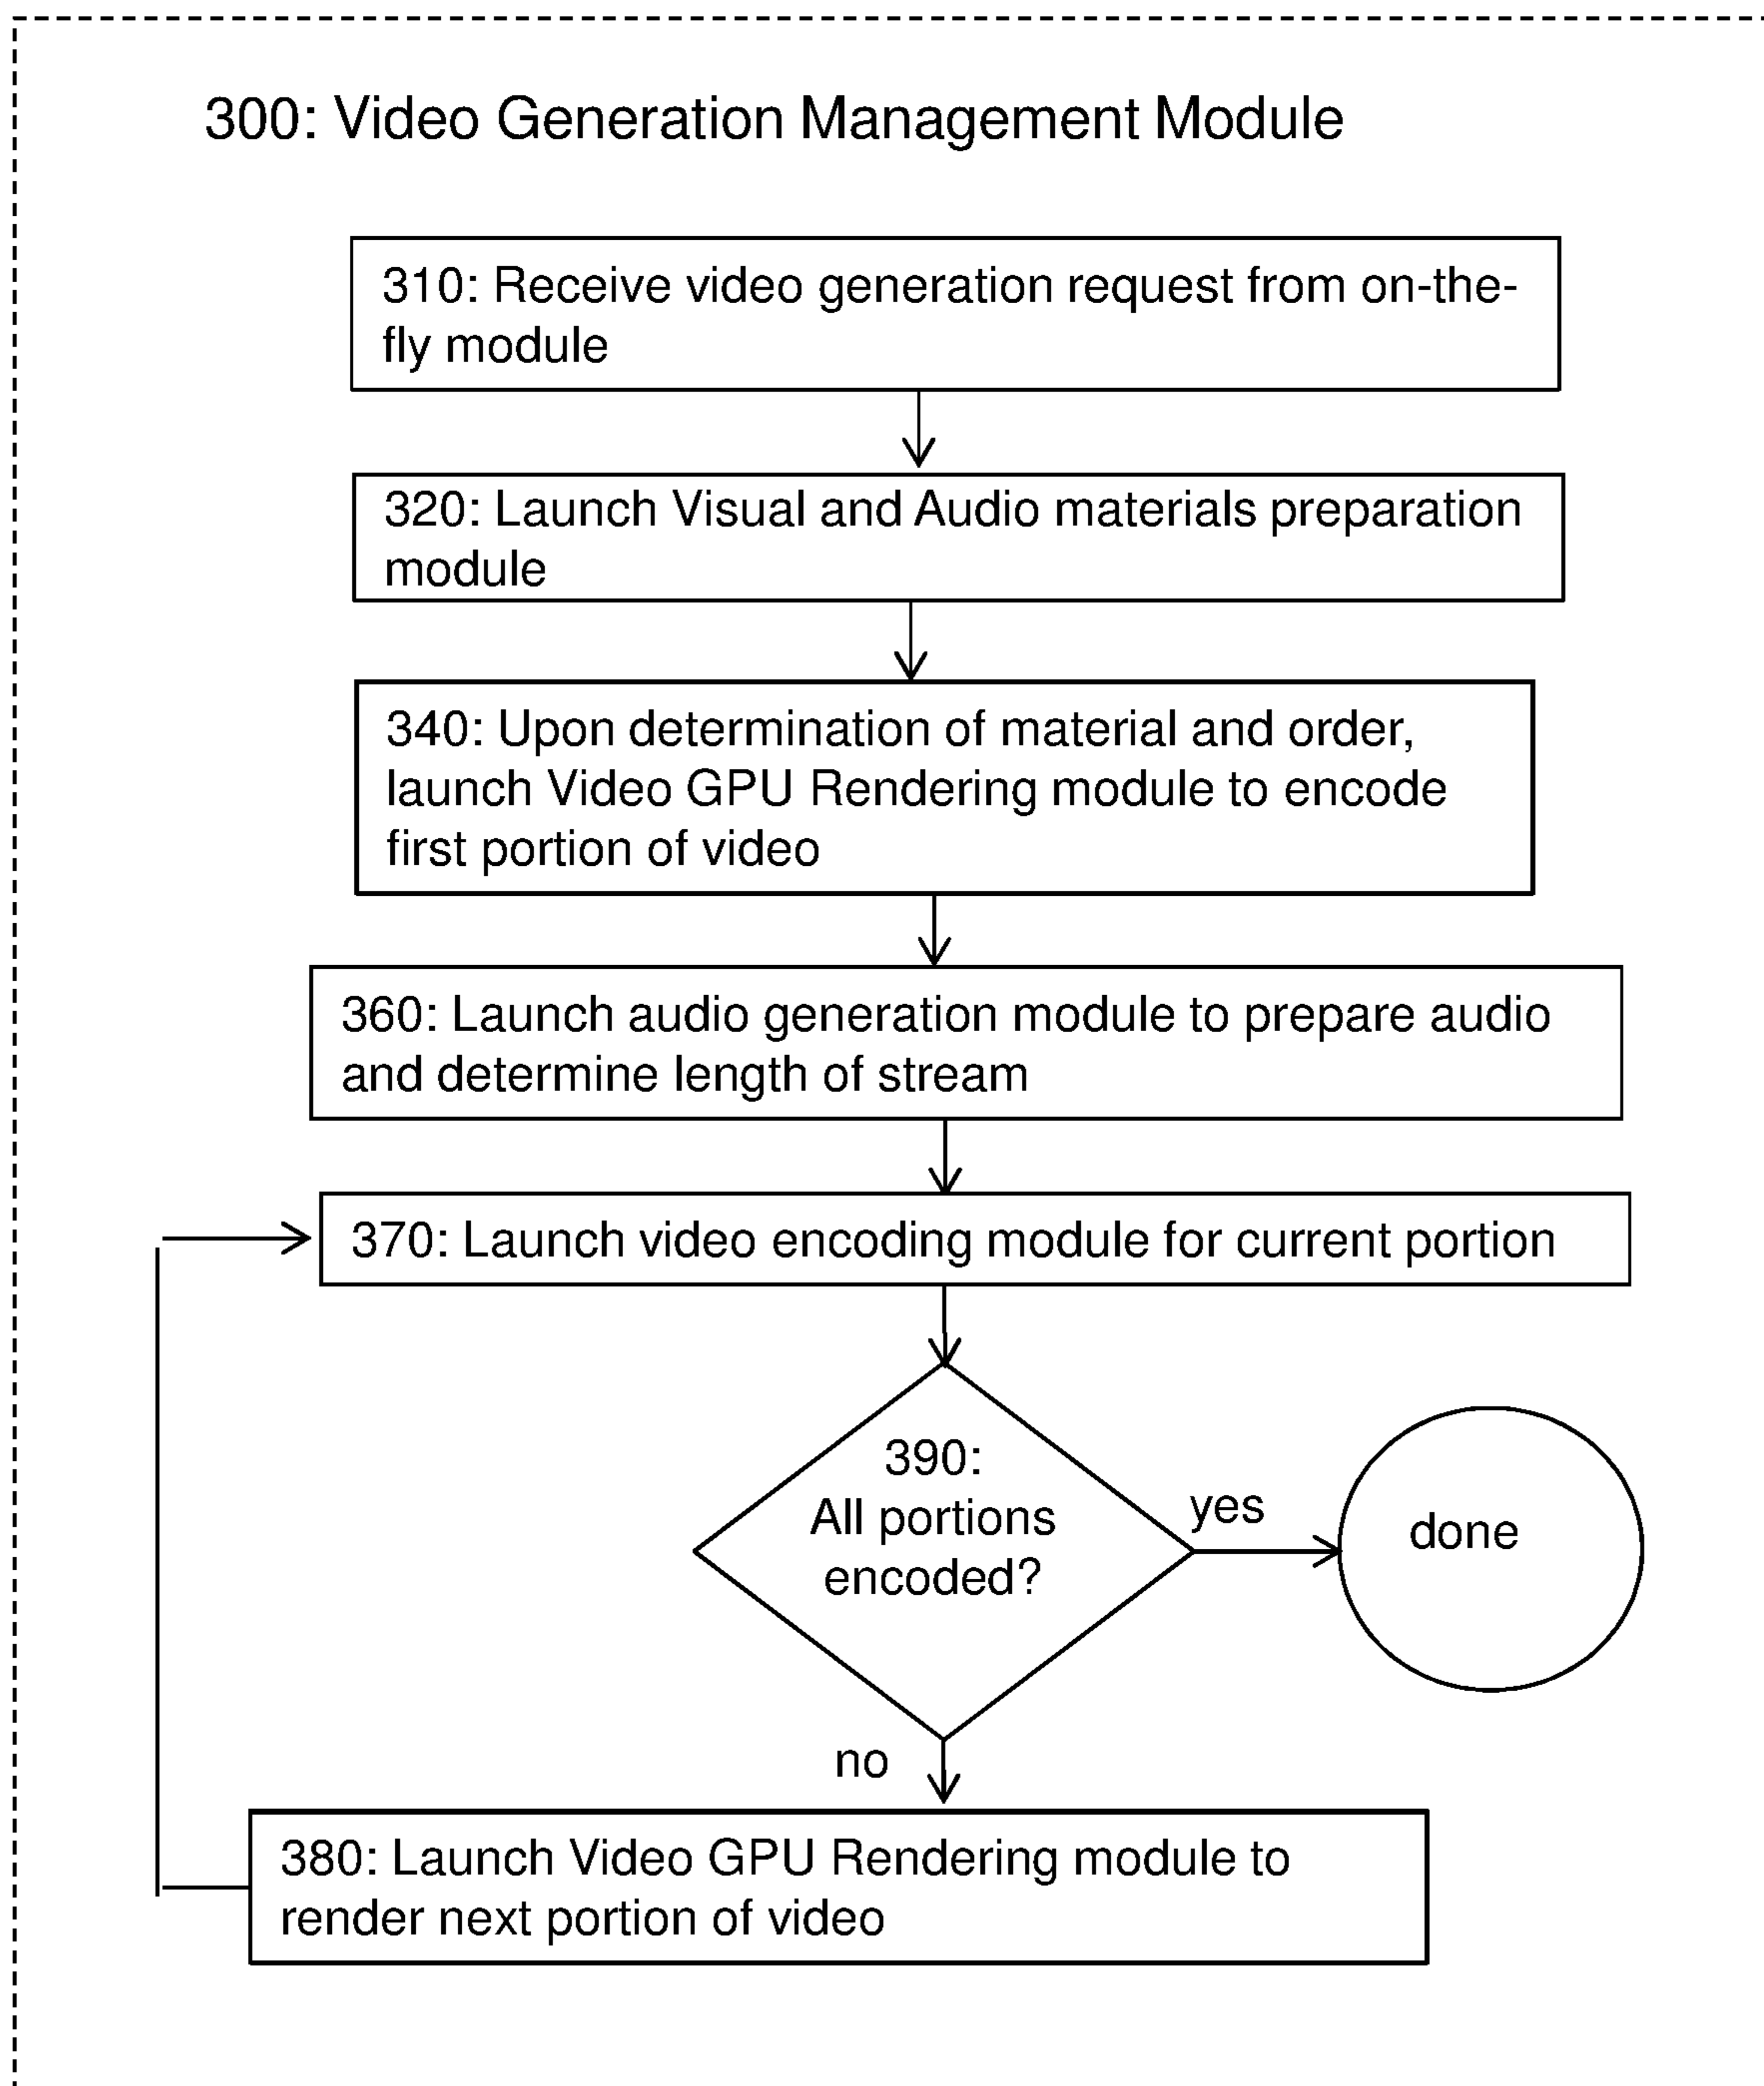 300: Video Generation Management Module
310: Receive video generation request from on-the-
fly module
320: Launch Visual and Audio materials preparation
module
340: Upon determination of material and order,
launch Video GPU Rendering module to encode
first portion of video
360: Launch audio generation module to prepare audio
and determine length of stream
370: Launch video encoding module for current portion
390:
All portions
encoded?
yes
done
no
380: Launch Video GPU Rendering module to
render next portion of video